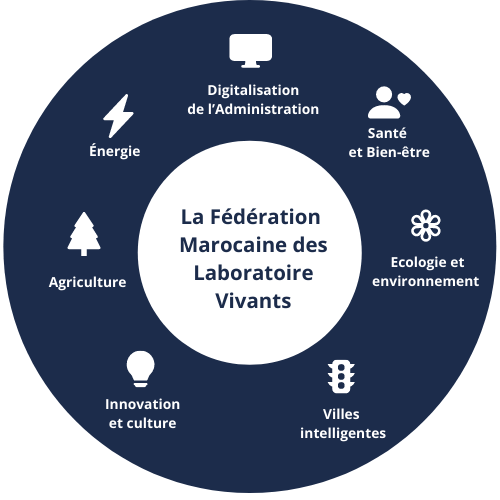 Digitalisation
de l'Administration
Santé
et Bien-être
Énergie
La Fédération
Marocaine des
Laboratoire
Vivants
Ecologie et
environnement
Agriculture
Innovation
et culture
Villes
intelligentes